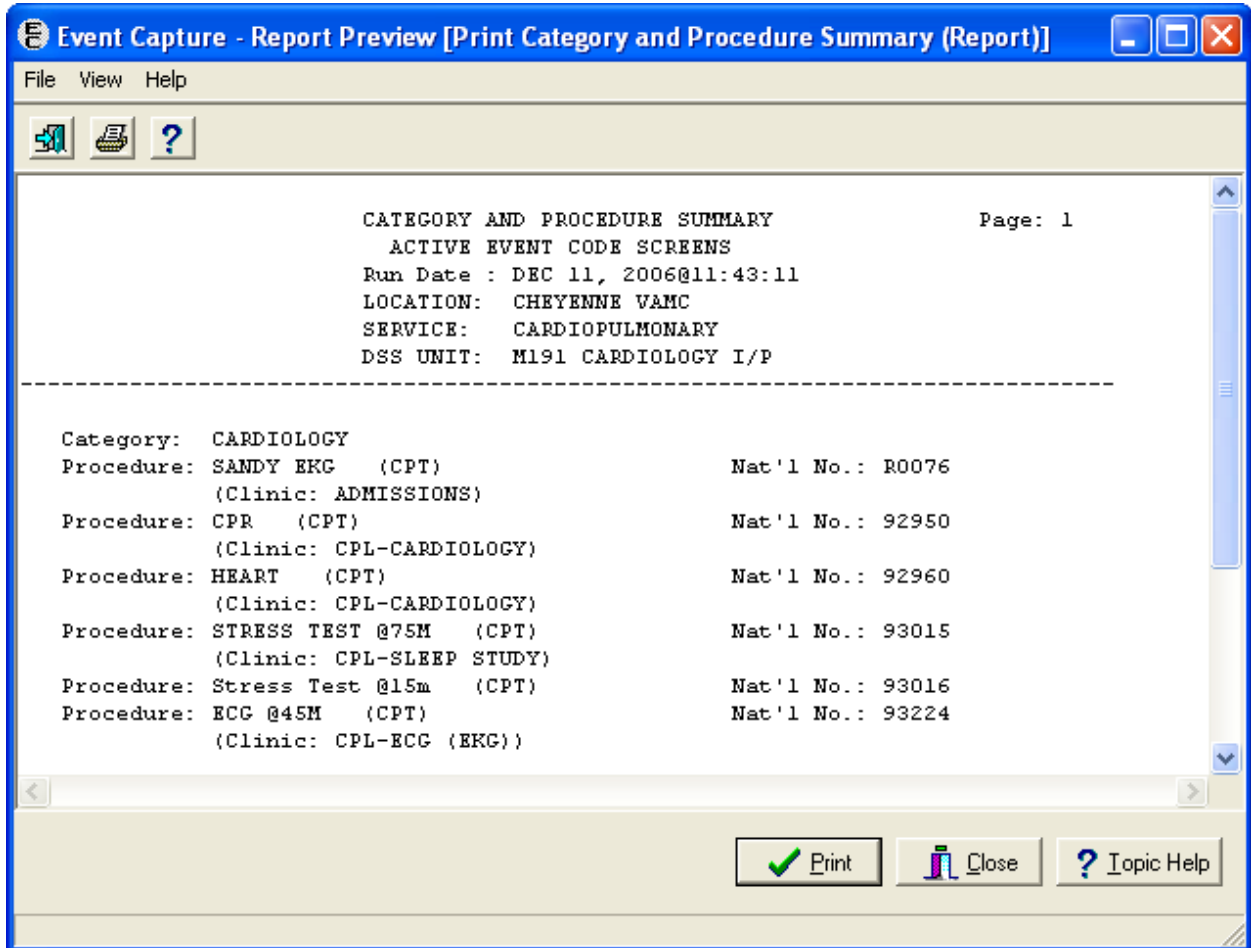 Event Capture - Report Preview [Print Category and Procedure Summary (Report)]
File View Help
?
CATEGORY AND PROCEDURE SUMMARY Page: 1
ACTIVE EVENT CODE SCREENS
Run Date : DEC 11, 2006@11:43:11
LOCATION: CHEYENNE VAMC
SERVICE: CARDIOPULMONARY
DSS UNIT: M191 CARDIOLOGY I/P
--------------------------------------------------------------------------------
Category: CARDIOLOGY
Procedure: SANDY EKG (CPT) Nat'l No.: R0076
(Clinic: ADMISSIONS)
Procedure: CPR (CPT) Nat'l No.: 92950
(Clinic: CPL-CARDIOLOGY)
Procedure: HEART (CPT) Nat'l No.: 92960
(Clinic: CPL-CARDIOLOGY)
Procedure: STRESS TEST @75M (CPT) Nat'l No.: 93015
(Clinic: CPL-SLEEP STUDY)
Procedure: Stress Test @15m (CPT) Nat'l No.: 93016
Procedure: ECG @45M (CPT) Nat'l No.: 93224
(Clinic: CPL-ECG (EKG))
Print Close ? Topic Help